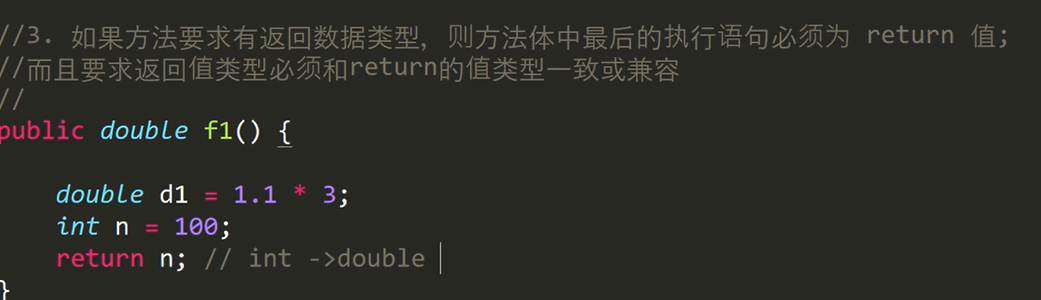 //3. 如果方法要求有返回数据类型，则方法体中最后的执行语句必须为 return 值;
//而且要求返回值类型必须和return的值类型一致或兼容
//
public double f1() {
double d1 = 1.1 * 3;
int n = 100;
return n; // int ->double
}